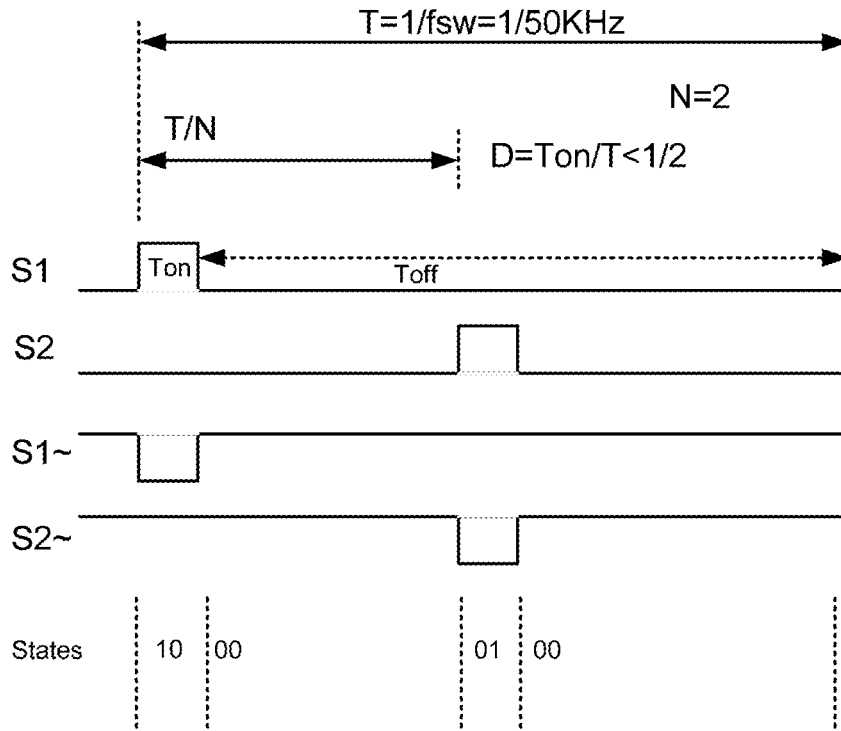 T=1/fsw=1/50KHz
N=2
T/N
D=Ton/T<1/2
S1
Ton
Toff
S2
S1~
S2~
States 10 00 01 00